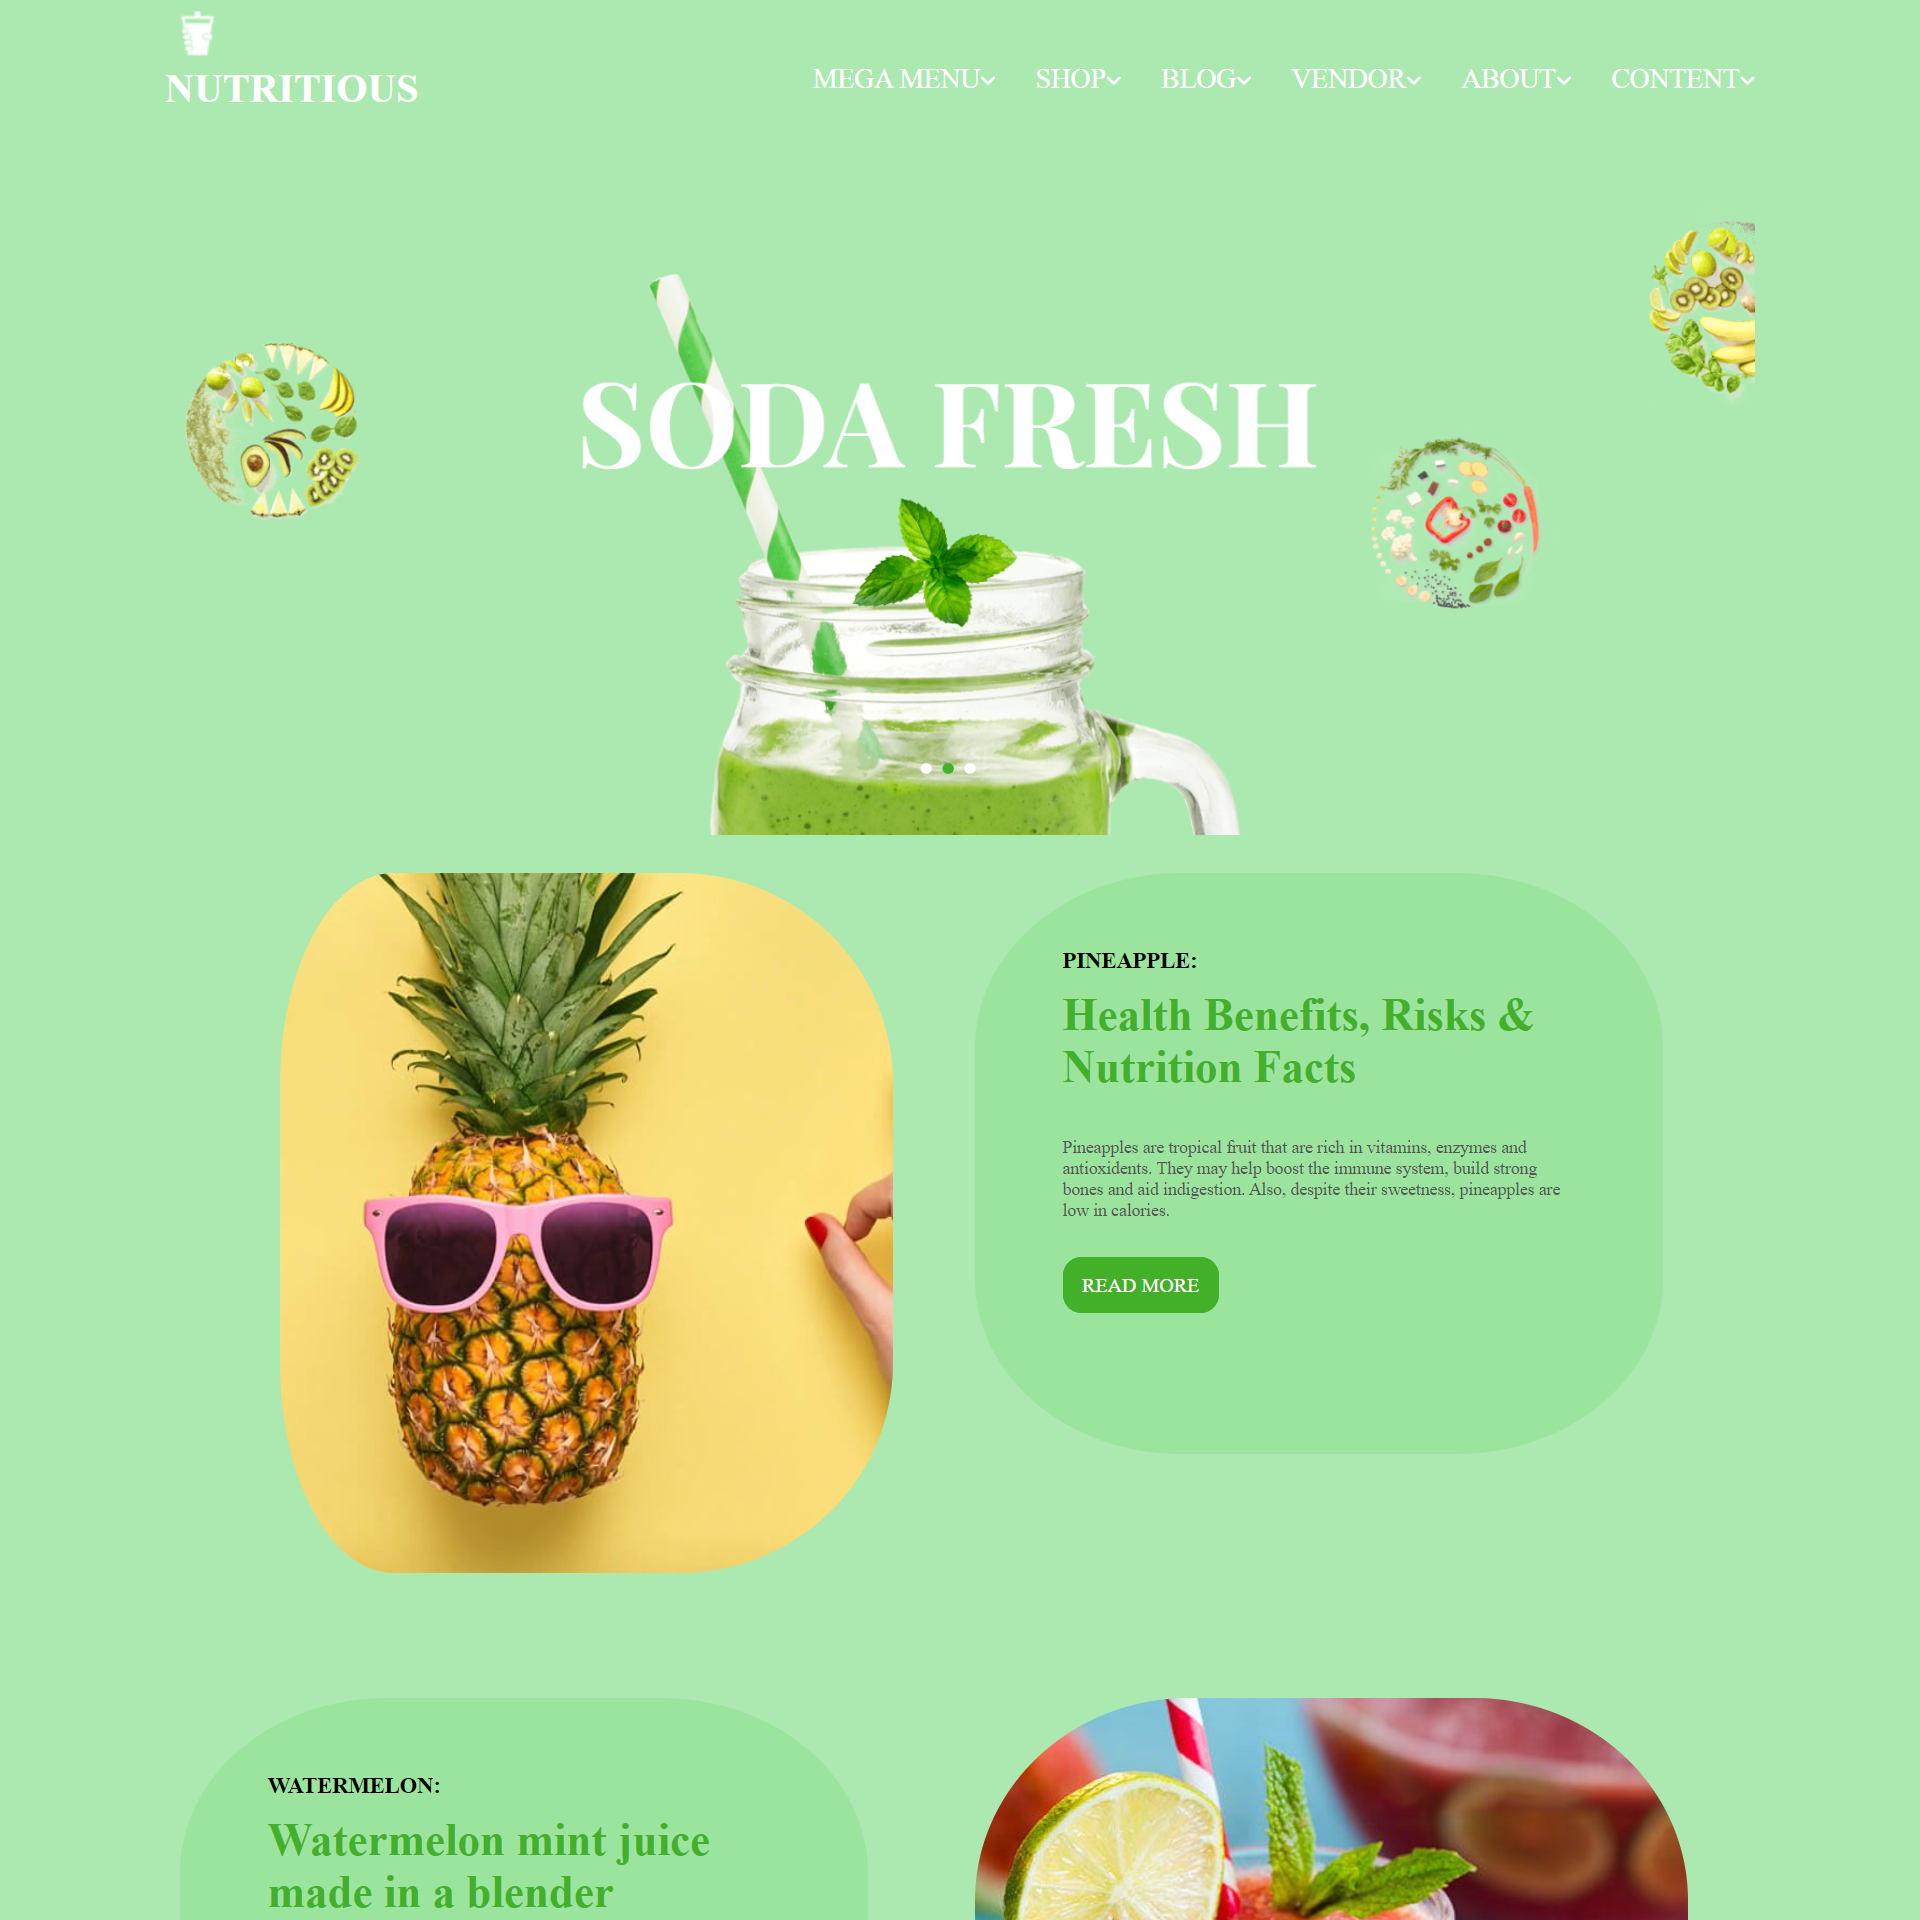 NUTRITIOUS
MEGA MENU SHOP BLOG VENDOR ABOUT CONTENT
SODA FRESH
PINEAPPLE:
Health Benefits, Risks &
Nutrition Facts
Pineapples are tropical fruit that are rich in vitamins, enzymes and
antioxidents. They may help boost the immune system, build strong
bones and aid indigestion. Also, despite their sweetness, pineapples are
low in calories.
READ MORE
WATERMELON:
Watermelon mint juice
made in a blender